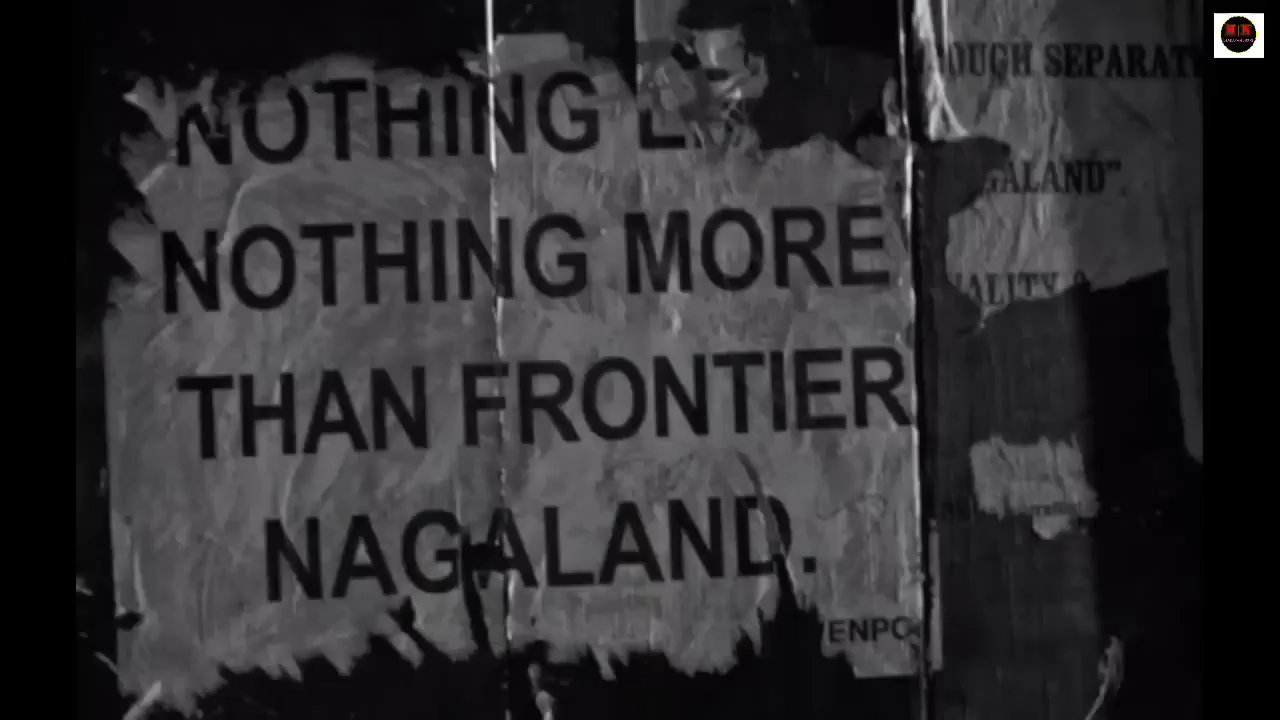 NOTHING
NOTHING MORE
THAN FRONTIER
NAGALAND.
ENPO
SEPARATE
NAGALAND".